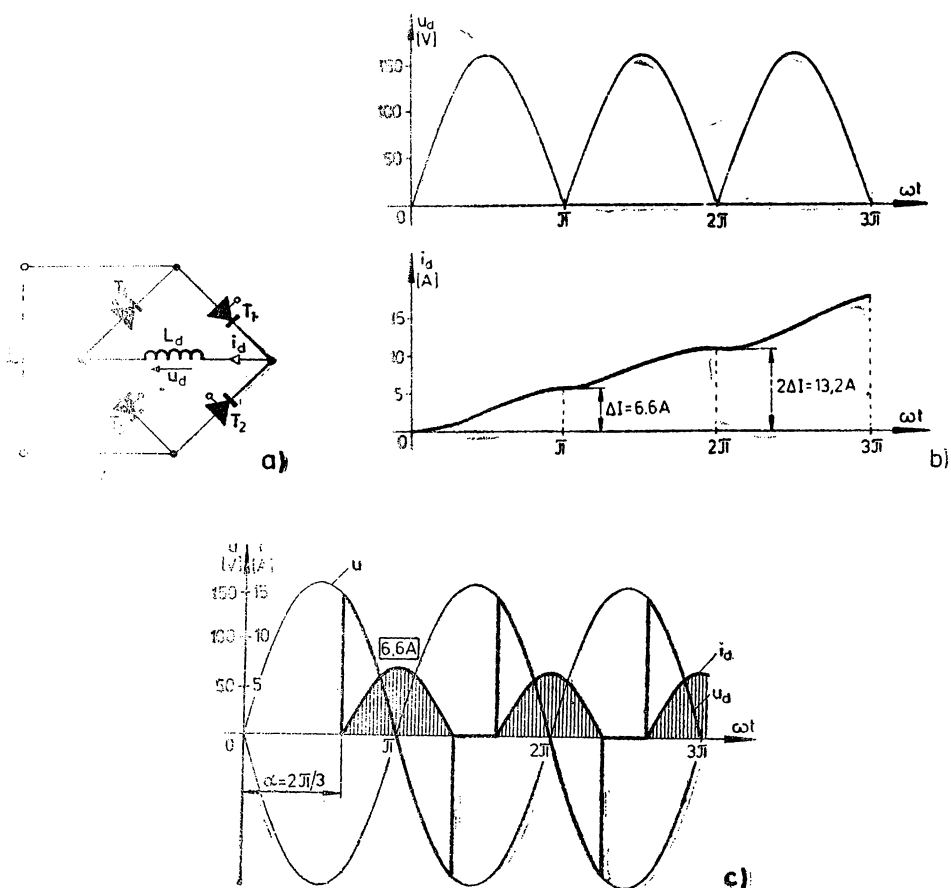 u_d
[V]
150
100
50
0
π
2π
3π
ωt
i_d
[A]
15
10
5
0
ΔI=6.6A
2ΔI=13,2A
π
2π
3π
ωt
b)
T₁
L_d
i_d
u_d
T₂
a)
u i
[V] [A]
u
150 15
100 10
50 5
0
6.6A
i_d
u_d
π
2π
3π
ωt
α=2π/3
c)